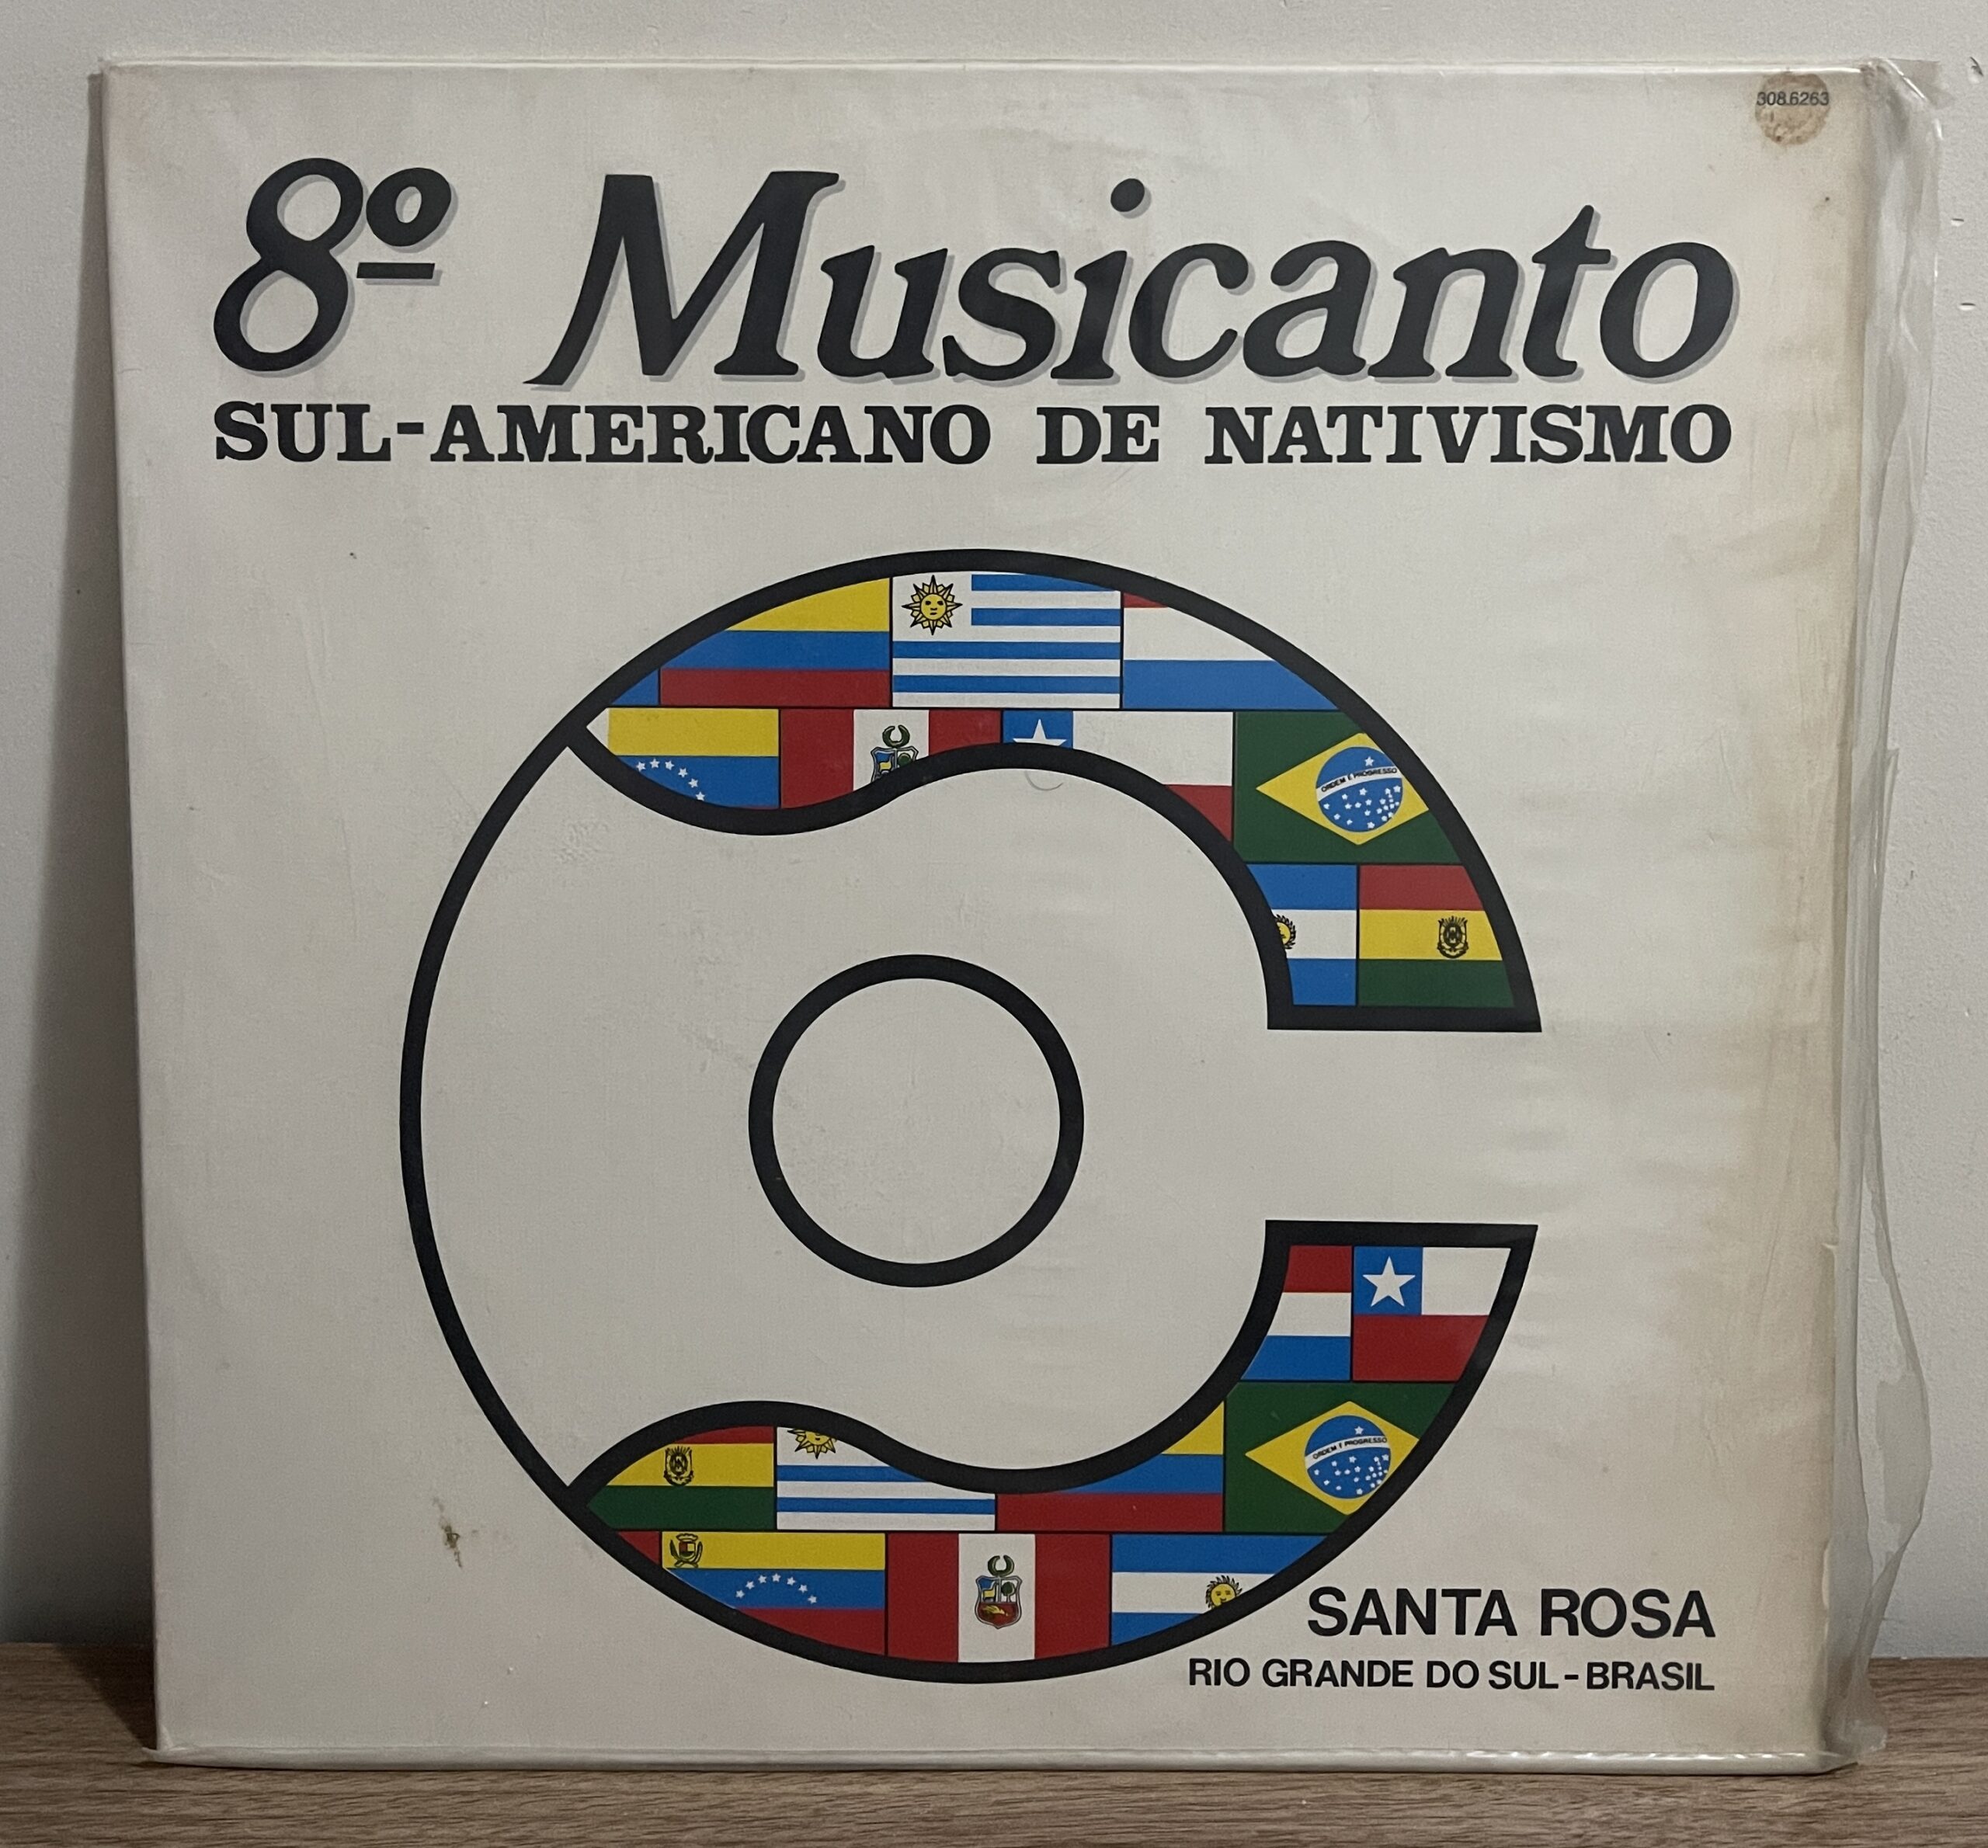 308.6263
8º Musicanto
SUL-AMERICANO DE NATIVISMO
ORDEM E PROGRESSO
ORDEM E PROGRESSO
SANTA ROSA
RIO GRANDE DO SUL - BRASIL